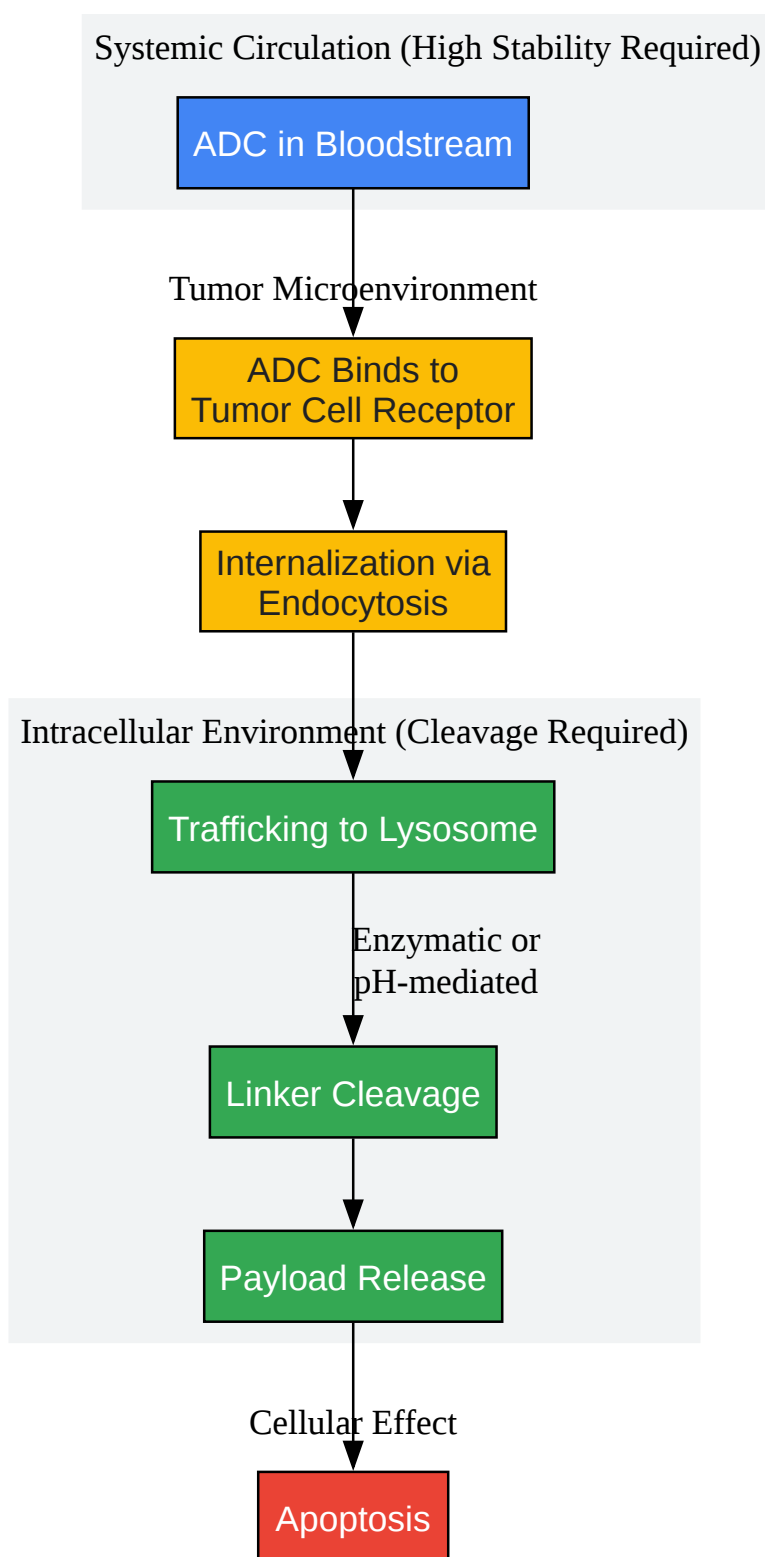 Systemic Circulation (High Stability Required)
ADC in Bloodstream
Tumor Microenvironment
ADC Binds to
Tumor Cell Receptor
Internalization via
Endocytosis
Intracellular Environment (Cleavage Required)
Trafficking to Lysosome
Enzymatic or
pH-mediated
Linker Cleavage
Payload Release
Cellular Effect
Apoptosis